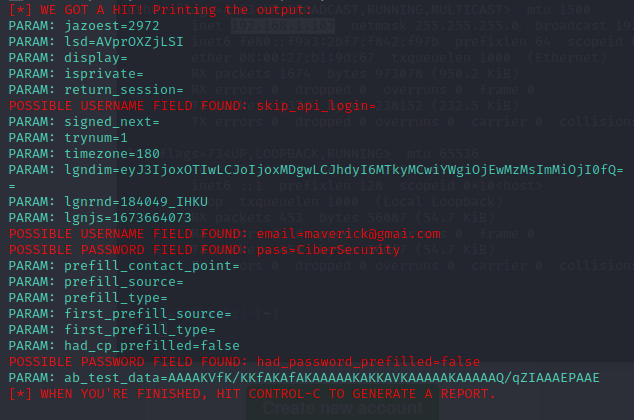 [*] WE GOT A HIT! Printing the output:
PARAM: jazoest=2972
PARAM: lsd=AVprOXZjLSI
PARAM: display=
PARAM: isprivate=
PARAM: return_session=
POSSIBLE USERNAME FIELD FOUND: skip_api_login=
PARAM: signed_next=
PARAM: trynum=1
PARAM: timezone=180
PARAM: lgndim=eyJ3IjoxOTIwLCJoIjoxMDgwLCJhdyI6MTkyMCwiYWgiOjEwMzMsImMiOjI0fQ=
=
PARAM: lgnrnd=184049_IHKU
PARAM: lgnjs=1673664073
POSSIBLE USERNAME FIELD FOUND: email=maverick@gmai.com
POSSIBLE PASSWORD FIELD FOUND: pass=CiberSecurity
PARAM: prefill_contact_point=
PARAM: prefill_source=
PARAM: prefill_type=
PARAM: first_prefill_source=
PARAM: first_prefill_type=
PARAM: had_cp_prefilled=false
POSSIBLE PASSWORD FIELD FOUND: had_password_prefilled=false
PARAM: ab_test_data=AAAAKVfK/KKfAKAfAKAAAAAKAKKAVKAAAAAKAAAAAQ/qZIAAAEPAAE
[*] WHEN YOU'RE FINISHED, HIT CONTROL-C TO GENERATE A REPORT.
Create new account